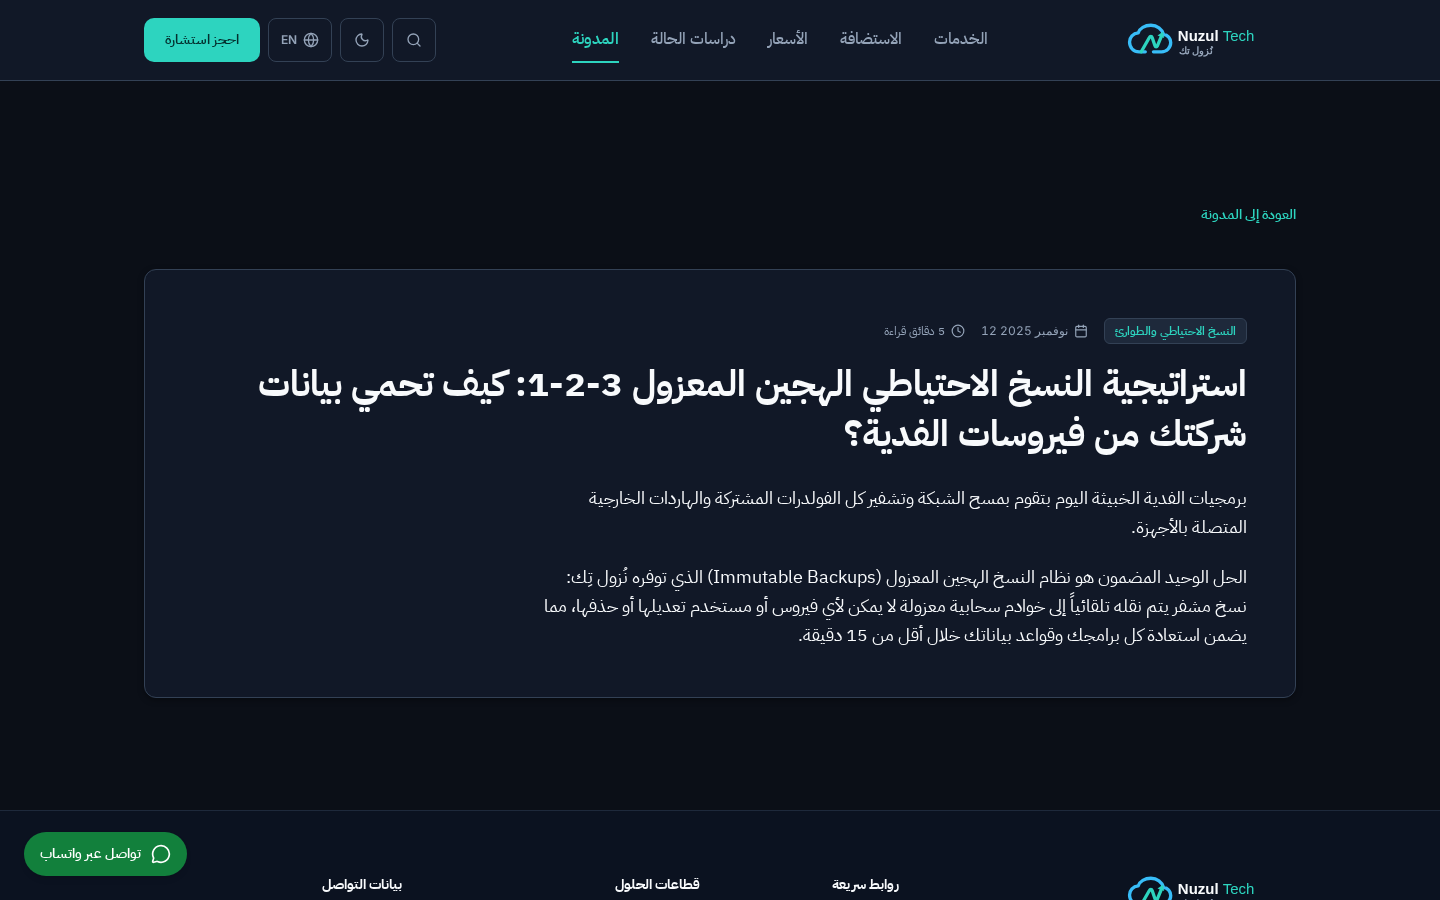 Nuzul Tech
نُزول تك
الخدمات
الاستضافة
الأسعار
دراسات الحالة
المدونة
EN
احجز استشارة
العودة إلى المدونة
النسخ الاحتياطي والطوارئ
12 نوفمبر 2025
5 دقائق قراءة
استراتيجية النسخ الاحتياطي الهجين المعزول 3-2-1: كيف تحمي بيانات
شركتك من فيروسات الفدية؟
برمجيات الفدية الخبيثة اليوم بتقوم بمسح الشبكة وتشفير كل الفولدرات المشتركة والهاردات الخارجية
المتصلة بالأجهزة.
الحل الوحيد المضمون هو نظام النسخ الهجين المعزول (Immutable Backups) الذي توفره نُزول تِك:
نسخ مشفر يتم نقله تلقائياً إلى خوادم سحابية معزولة لا يمكن لأي فيروس أو مستخدم تعديلها أو حذفها، مما
يضمن استعادة كل برامجك وقواعد بياناتك خلال أقل من 15 دقيقة.
تواصل عبر واتساب
Nuzul Tech
روابط سريعة
قطاعات الحلول
بيانات التواصل